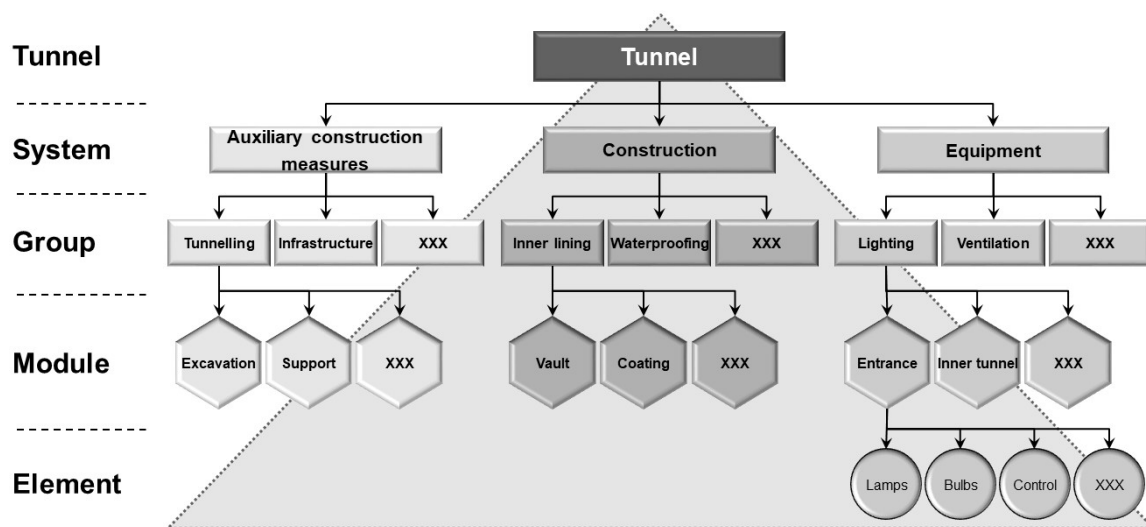 Tunnel
Tunnel
System
Auxiliary construction
measures
Construction
Equipment
Group
Tunnelling
Infrastructure
XXX
Inner lining
Waterproofing
XXX
Lighting
Ventilation
XXX
Module
Excavation
Support
XXX
Vault
Coating
XXX
Entrance
Inner tunnel
XXX
Element
Lamps
Bulbs
Control
XXX